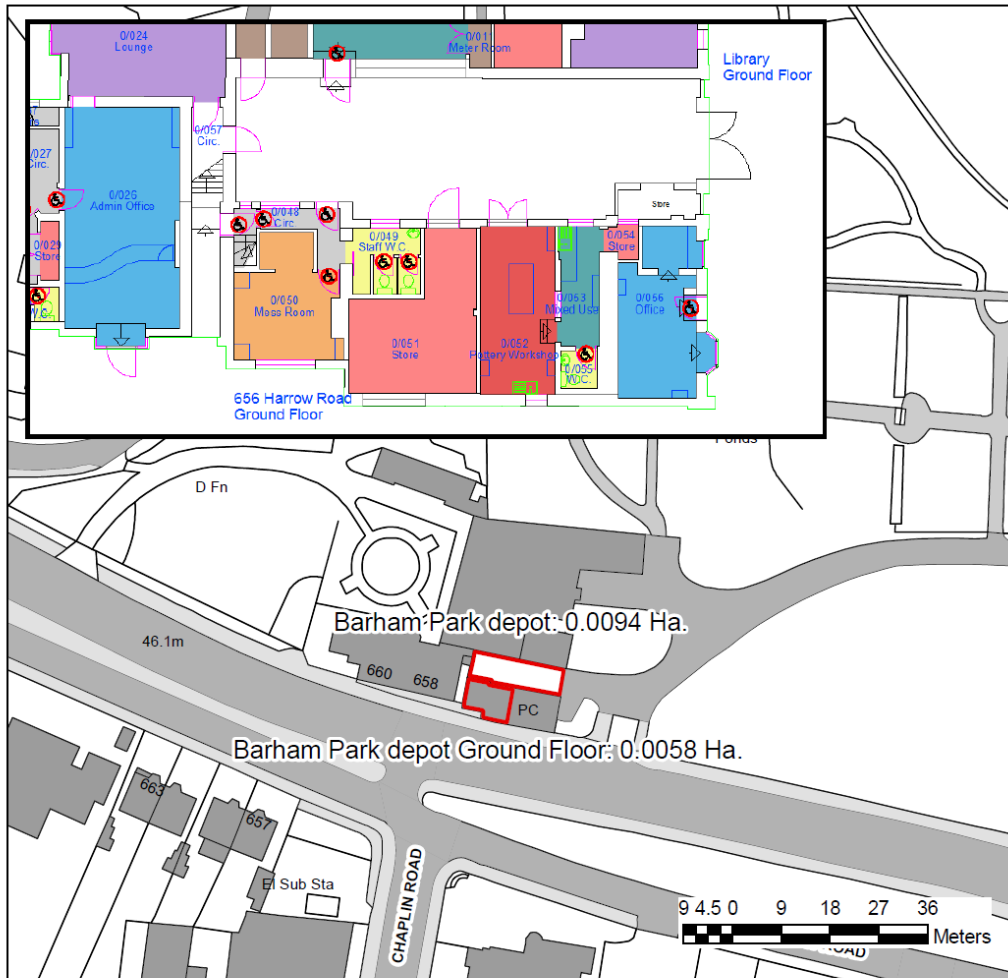 0/024
Lounge
0/011
Meter Room
Library
Ground Floor
0/057
Circ.
0/027
Circ.
0/026
Admin Office
Store
0/048
Circ.
0/049
Staff W.C.
0/054
Store
0/029
Store
0/050
Mess Room
0/053
Mixed Use
0/056
Office
W.C.
0/051
Store
0/052
Pottery Workshop
0/055
W.C.
656 Harrow Road
Ground Floor
Ponds
D Fn
Barham Park depot: 0.0094 Ha.
46.1m
660
658
PC
Barham Park depot Ground Floor: 0.0058 Ha.
663
657
El Sub Sta
CHAPLIN ROAD
9 4.5 0 9 18 27 36
Meters
ROAD